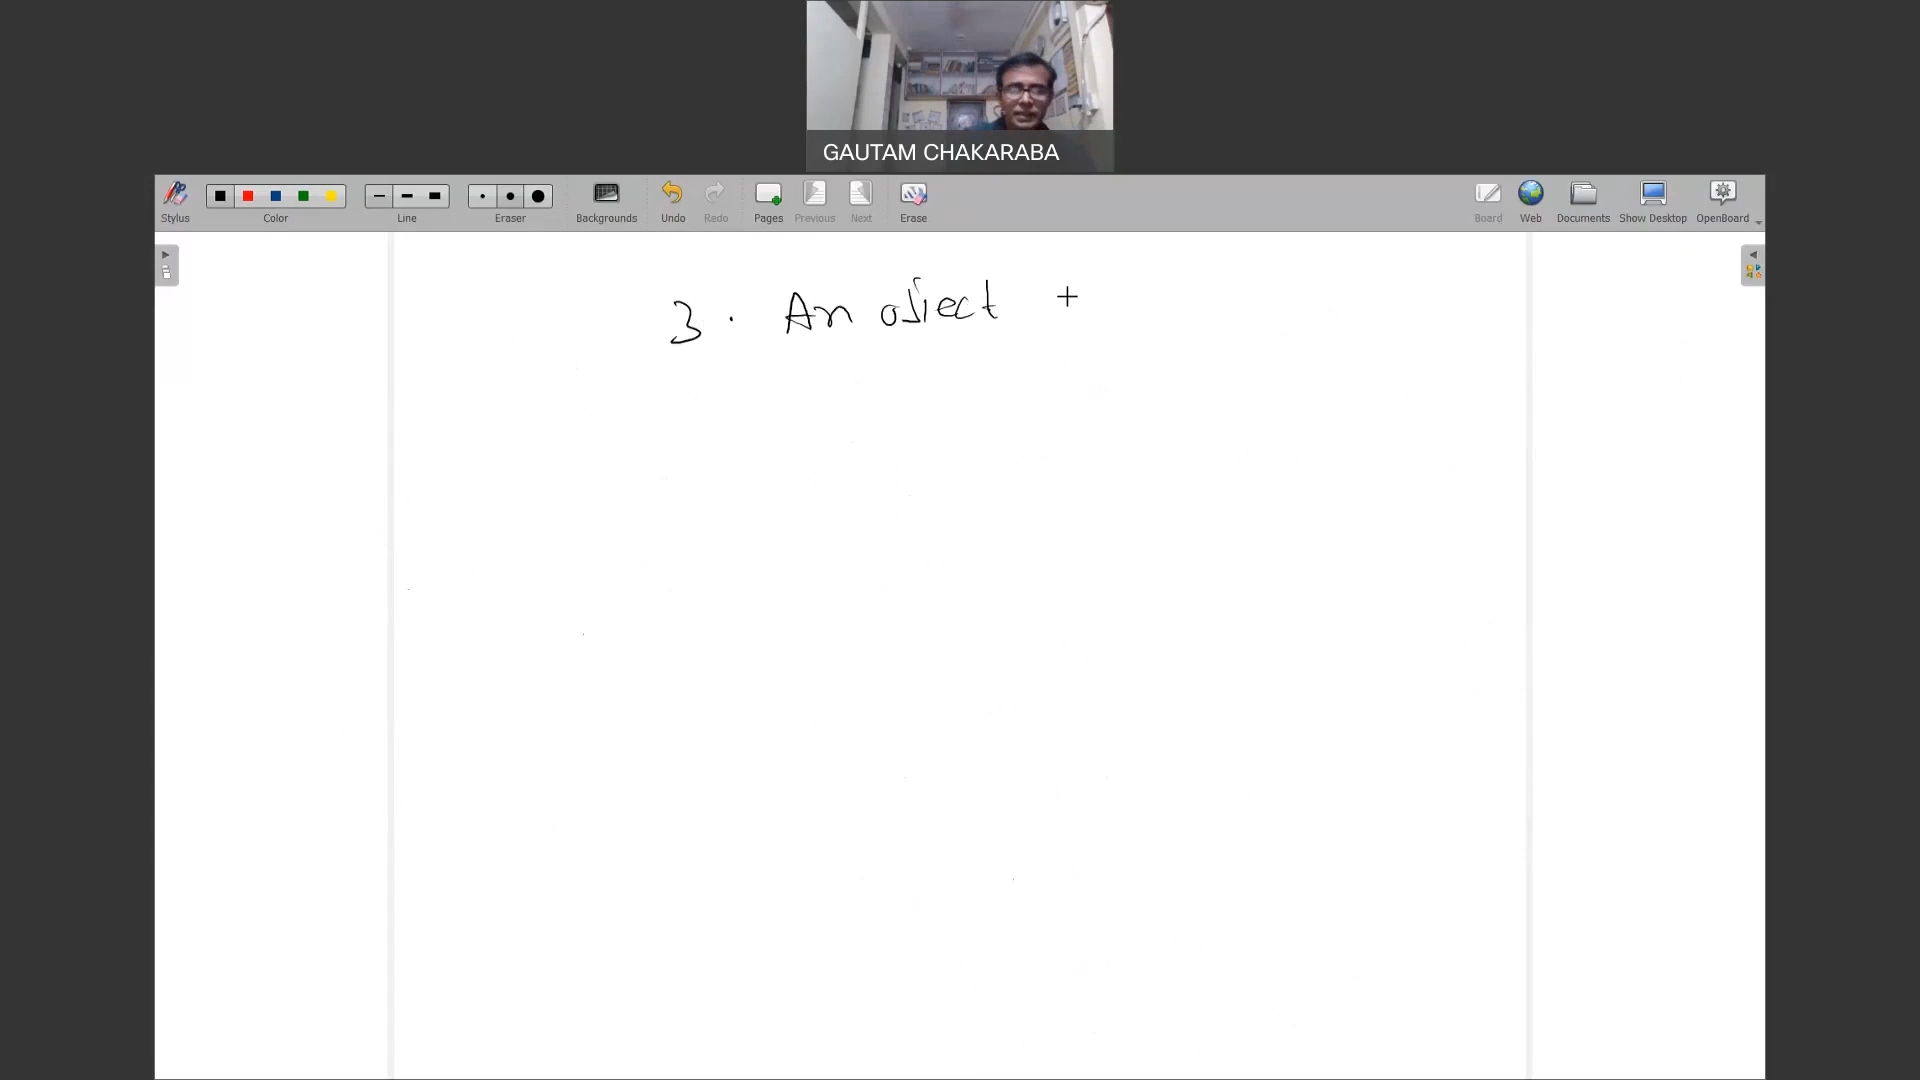 GAUTAM CHAKARABA
Stylus Color Line Eraser Backgrounds Undo Redo Pages Previous Next Erase Board Web Documents Show Desktop OpenBoard
3. An object